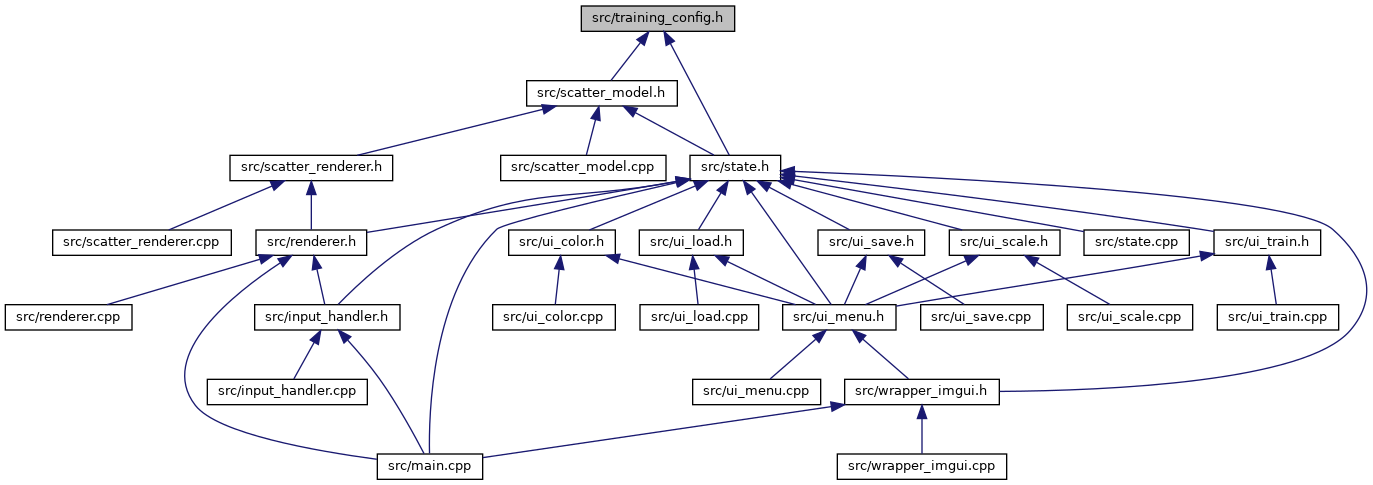 src/training_config.h
src/scatter_model.h
src/scatter_renderer.h
src/scatter_model.cpp
src/state.h
src/scatter_renderer.cpp
src/renderer.h
src/ui_color.h
src/ui_load.h
src/ui_save.h
src/ui_scale.h
src/state.cpp
src/ui_train.h
src/renderer.cpp
src/input_handler.h
src/ui_color.cpp
src/ui_load.cpp
src/ui_menu.h
src/ui_save.cpp
src/ui_scale.cpp
src/ui_train.cpp
src/input_handler.cpp
src/ui_menu.cpp
src/wrapper_imgui.h
src/main.cpp
src/wrapper_imgui.cpp